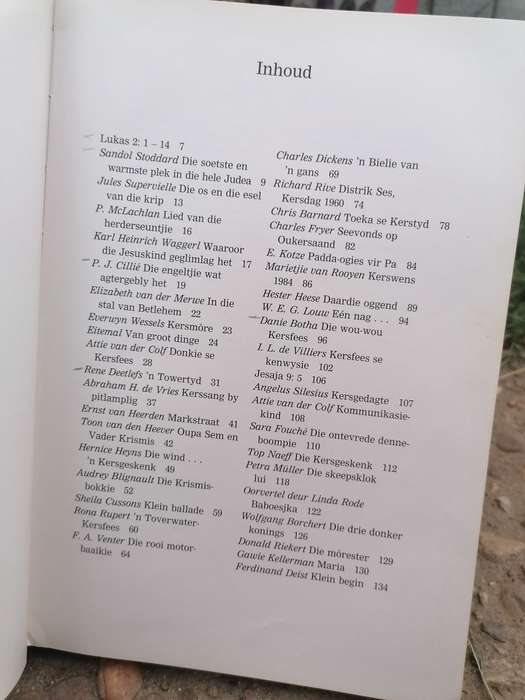 Inhoud
Lukas 2: 1 – 14 7
Sandol Stoddard Die soetste en
warmste plek in die hele Judea 9
Jules Supervielle Die os en die esel
van die krip 13
P. McLachlan Lied van die
herderseuntjie 16
Karl Heinrich Waggerl Waaroor
die Jesuskind geglimlag het 17
P. J. Cillié Die engeltjie wat
agtergebly het 19
Elizabeth van der Merwe In die
stal van Betlehem 22
Everwyn Wessels Kersmôre 23
Eitemal Van groot dinge 24
Attie van der Colf Donkie se
Kersfees 28
Rene Deetlefs 'n Towertyd 31
Abraham H. de Vries Kerssang by
pitlamplig 37
Ernst van Heerden Markstraat 41
Toon van den Heever Oupa Sem en
Vader Krismis 42
Hernice Heyns Die wind . . .
'n Kersgeskenk 49
Audrey Blignault Die Krismis-
bokkie 52
Sheila Cussons Klein ballade 59
Rona Rupert 'n Toverwater-
Kersfees 60
F. A. Venter Die rooi motor-
baaikie 64
Charles Dickens 'n Bielie van
'n gans 69
Richard Rive Distrik Ses,
Kersdag 1960 74
Chris Barnard Toeka se Kerstyd 78
Charles Fryer Seevonds op
Oukersaand 82
E. Kotze Padda-ogies vir Pa 84
Marietjie van Rooyen Kerswens
1984 86
Hester Heese Daardie oggend 89
W. E. G. Louw Eén nag . . . 94
Danie Botha Die wou-wou
Kersfees 96
I. L. de Villiers Kersfees se
kenwysie 102
Jesaja 9: 5 106
Angelus Silesius Kersgedagte 107
Attie van der Colf Kommunikasie-
kind 108
Sara Fouché Die ontevrede denne-
boompie 110
Top Naeff Die Kersgeskenk 112
Petra Müller Die skeepsklok
lui 118
Oorvertel deur Linda Rode
Baboesjka 122
Wolfgang Borchert Die drie donker
konings 126
Donald Riekert Die môrester 129
Gawie Kellerman Maria 130
Ferdinand Deist Klein begin 134